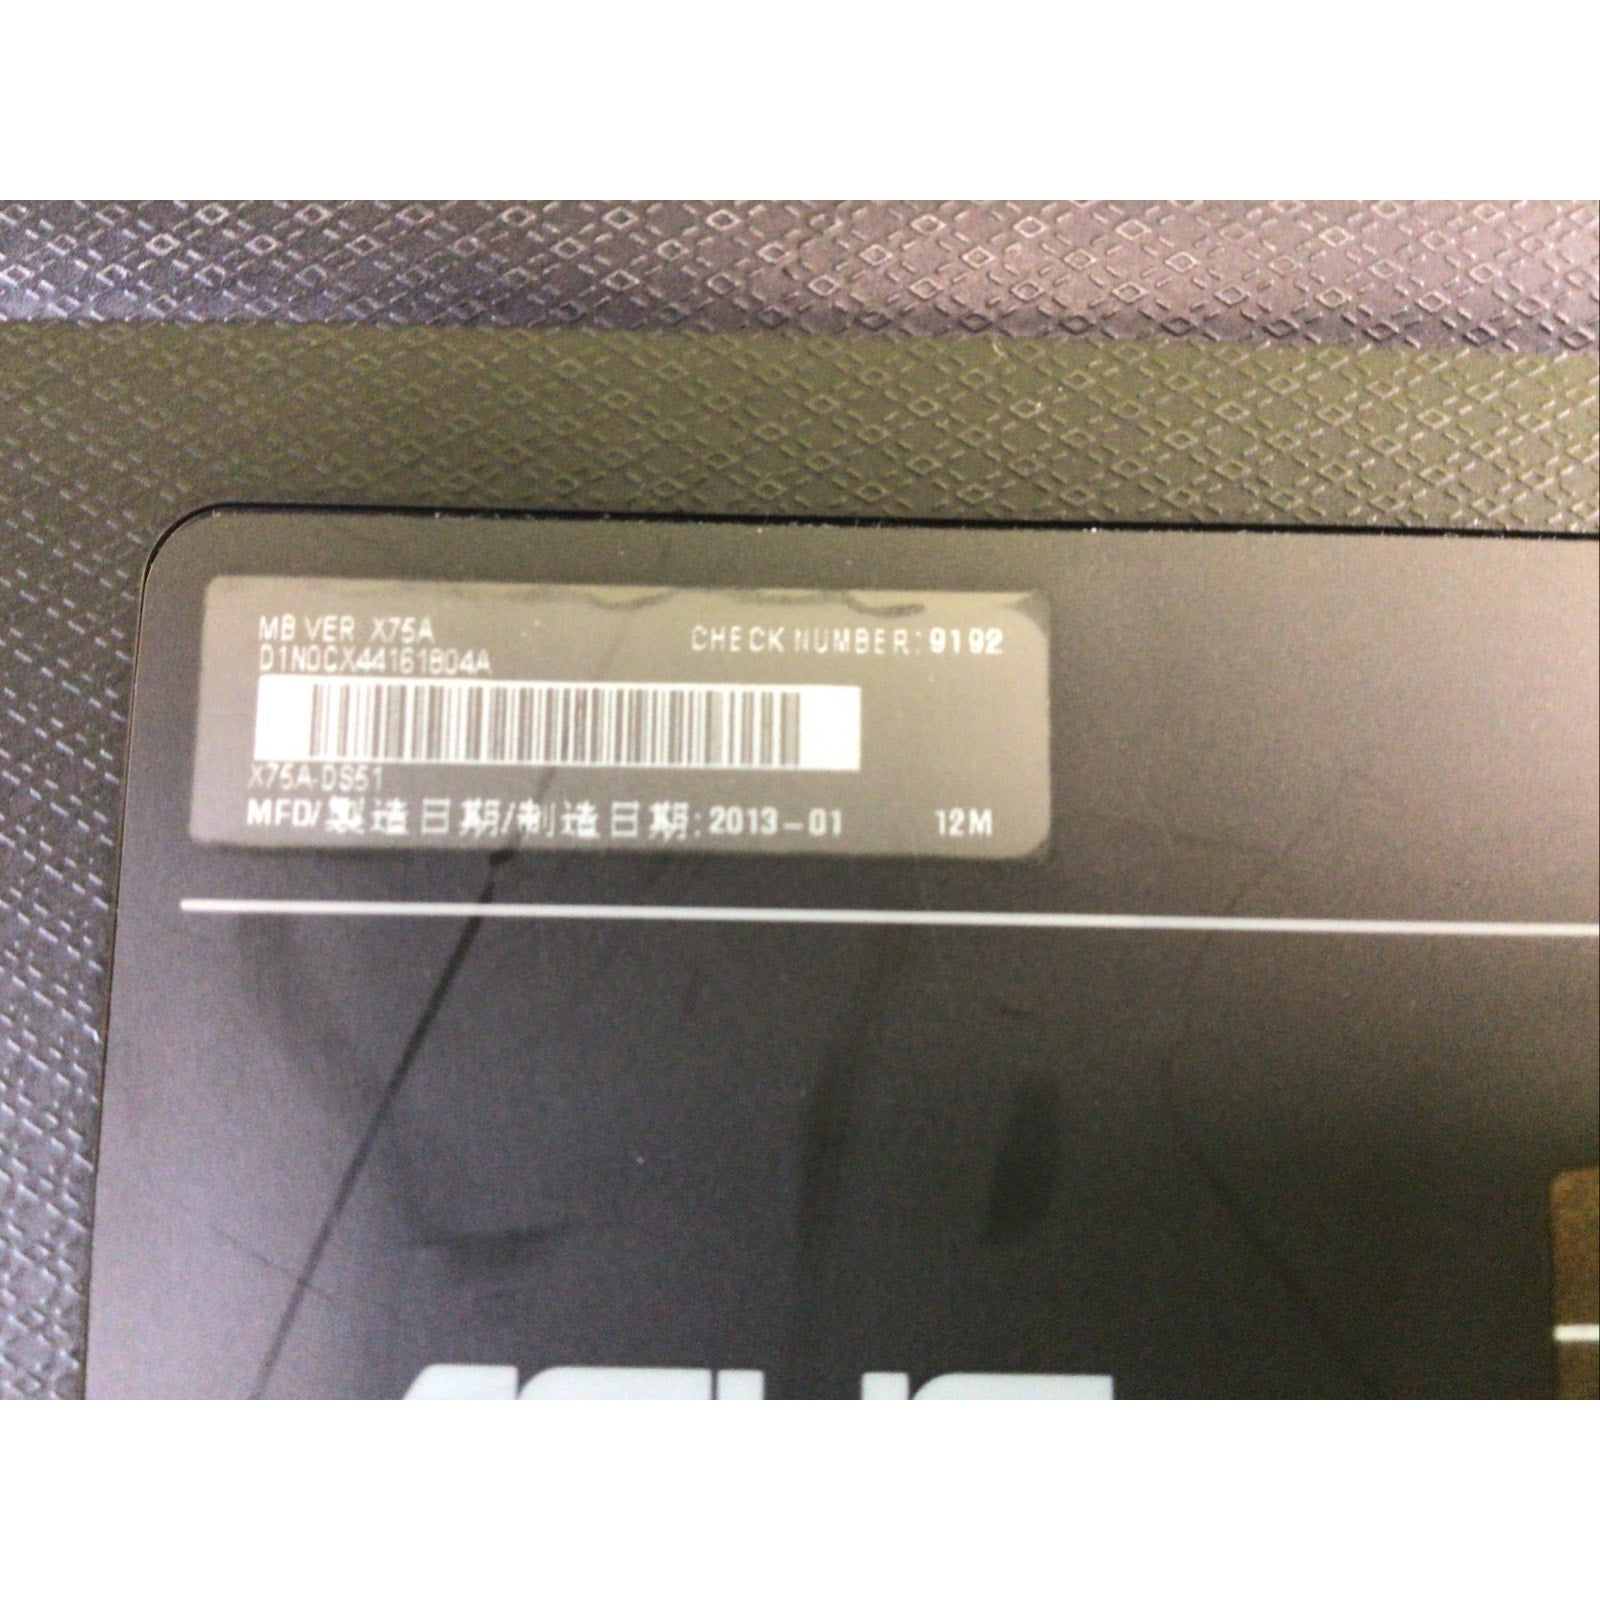 MB VER X75A
CHECK NUMBER:9192
D1N0CX44161804A
X75A-DS51
MFD/製造日期/制造日期:2013-01 12M